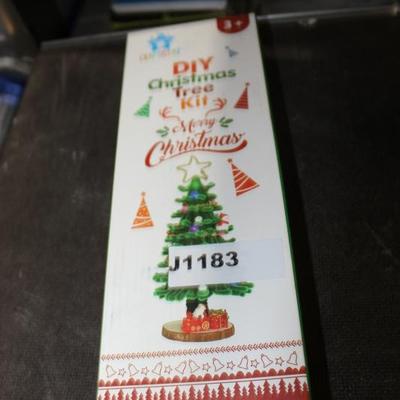 3+
DIY
Christmas
Tree
Kit
Merry
Christmas
J1183